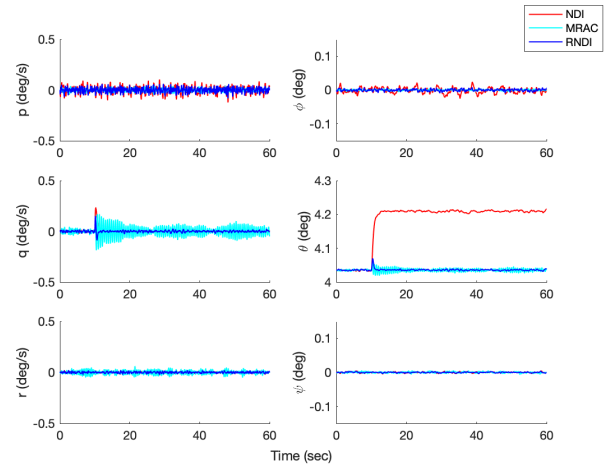 NDI
MRAC
RNDI
0.5
0
-0.5
p (deg/s)
0 20 40 60
0.1
0
-0.1
ϕ (deg)
0 20 40 60
0.5
0
-0.5
q (deg/s)
0 20 40 60
4.3
4.2
4.1
4
θ (deg)
0 20 40 60
0.5
0
-0.5
r (deg/s)
0 20 40 60
0.1
0
-0.1
ψ (deg)
0 20 40 60
Time (sec)